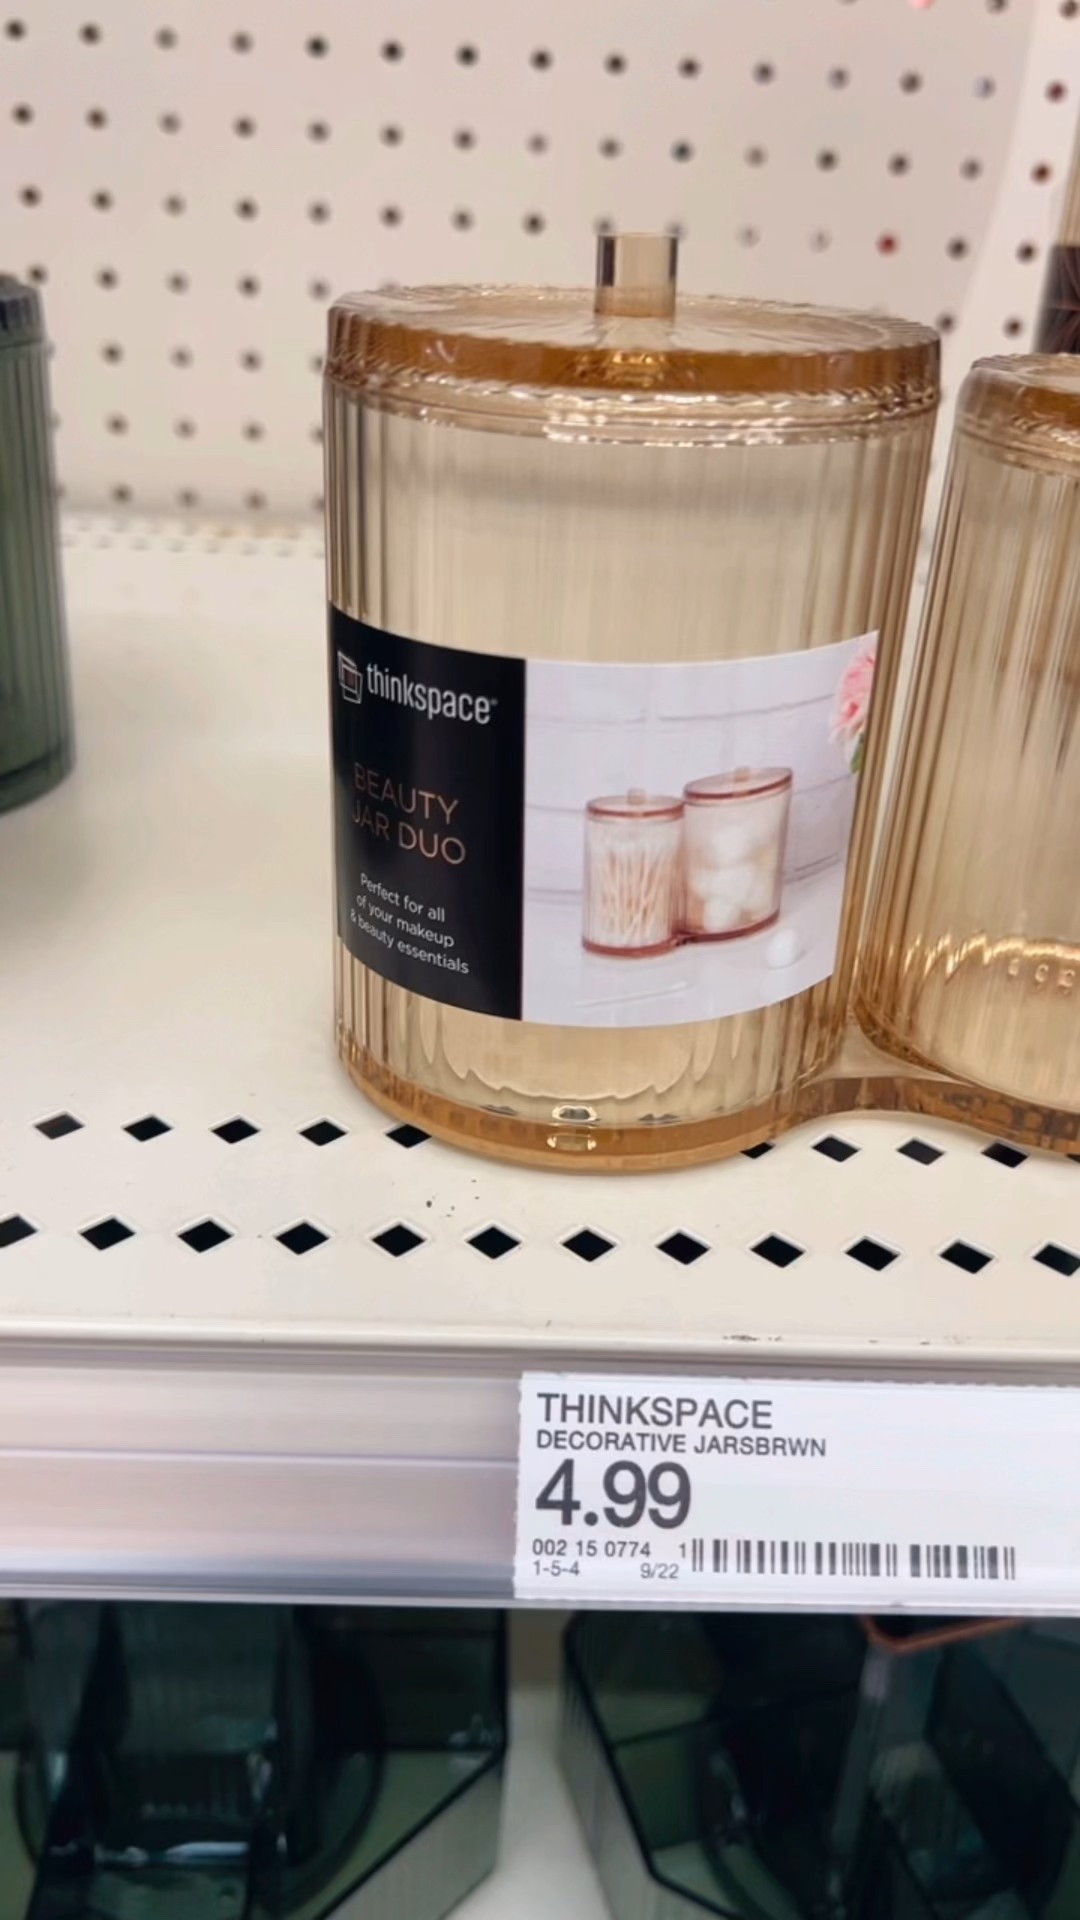 thinkspace®
BEAUTY
JAR DUO
Perfect for all
of your makeup
& beauty essentials
THINKSPACE
DECORATIVE JARSBRWN
4.99
002 15 0774 1
1-5-4 9/22